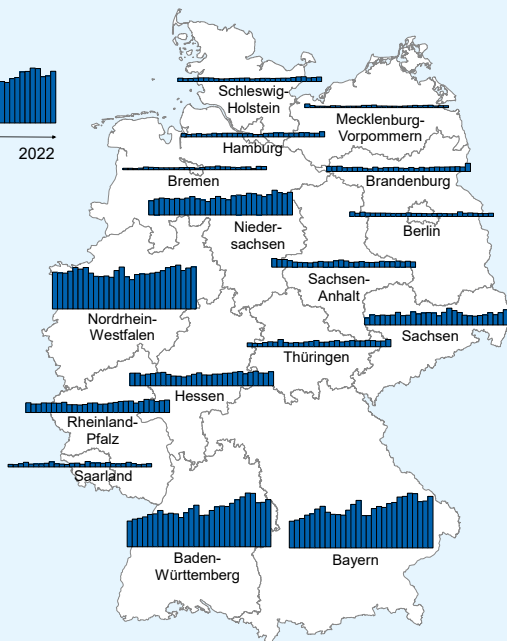 2022
Schleswig-
Holstein
Mecklenburg-
Vorpommern
Hamburg
Bremen
Brandenburg
Nieder-
sachsen
Berlin
Sachsen-
Anhalt
Nordrhein-
Westfalen
Sachsen
Thüringen
Hessen
Rheinland-
Pfalz
Saarland
Baden-
Württemberg
Bayern